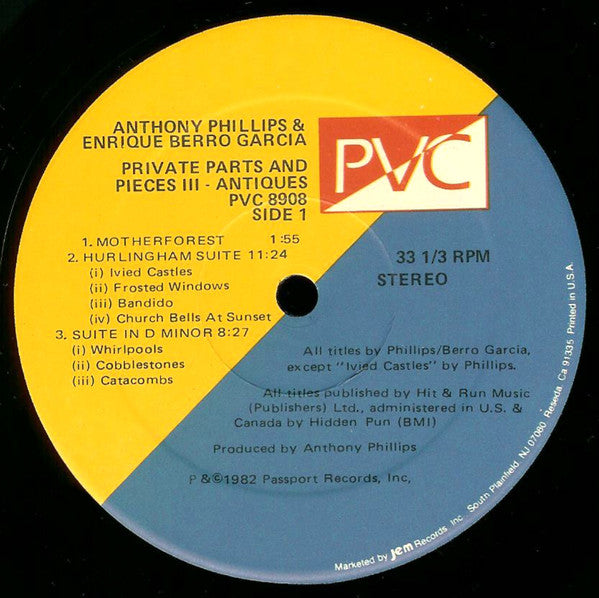 ANTHONY PHILLIPS &
ENRIQUE BERRO GARCIA
PRIVATE PARTS AND
PIECES III - ANTIQUES
PVC 8908
SIDE 1
PVC
1. MOTHERFOREST 1:55
2. HURLINGHAM SUITE 11:24
(i) Ivied Castles
(ii) Frosted Windows
(iii) Bandido
(iv) Church Bells At Sunset
3. SUITE IN D MINOR 8:27
(i) Whirlpools
(ii) Cobblestones
(iii) Catacombs
33 1/3 RPM
STEREO
All titles by Phillips/Berro Garcia,
except "Ivied Castles" by Phillips.
All titles published by Hit & Run Music
(Publishers) Ltd., administered in U.S. &
Canada by Hidden Pun (BMI)
Produced by Anthony Phillips
P &©1982 Passport Records, Inc,
Marketed by jem Records Inc. South Plainfield NJ 07080 Reseda, Ca 91335 Printed in U.S.A.